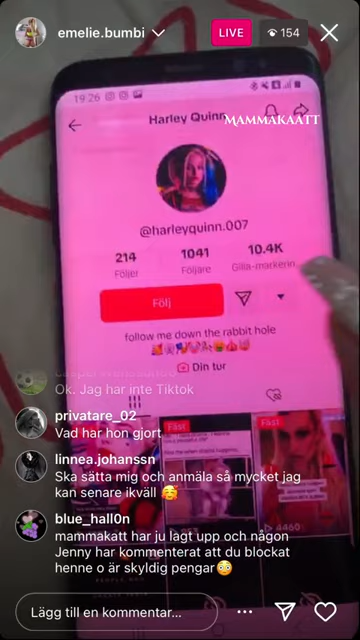 emelie.bumbi
LIVE
154
19:26
Harley Quinn
MAMMAKAATT
@harleyquinn.007
214 1041 10.4K
Följer Följare Gilla-markerin
Följ
follow me down the rabbit hole
Din tur
Ok. Jag har inte Tiktok
privatare_02
Vad har hon gjort
linnea.johanssn
Ska sätta mig och anmäla så mycket jag
kan senare ikväll 🥰
blue_hall0n
mammakatt har ju lagt upp och någon
Jenny har kommenterat att du blockat
henne o är skyldig pengar😳
Fäst
Fäst
4460
Lägg till en kommentar...